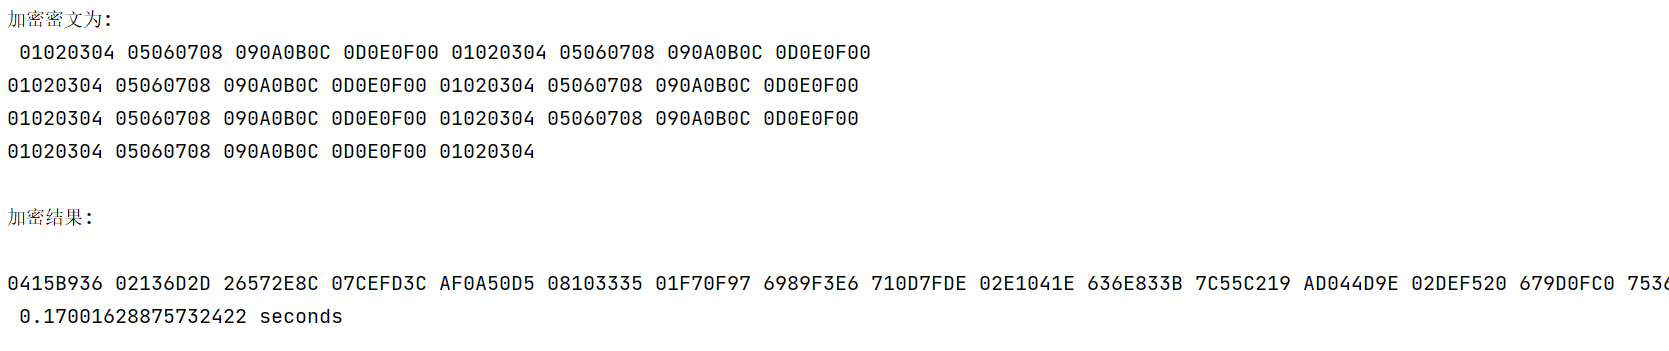 加密密文为:
01020304 05060708 090A0B0C 0D0E0F00 01020304 05060708 090A0B0C 0D0E0F00
01020304 05060708 090A0B0C 0D0E0F00 01020304 05060708 090A0B0C 0D0E0F00
01020304 05060708 090A0B0C 0D0E0F00 01020304 05060708 090A0B0C 0D0E0F00
01020304 05060708 090A0B0C 0D0E0F00 01020304
加密结果:
0415B936 02136D2D 26572E8C 07CEFD3C AF0A50D5 08103335 01F70F97 6989F3E6 710D7FDE 02E1041E 636E833B 7C55C219 AD044D9E 02DEF520 679D0FC0 7536
0.17001628875732422 seconds